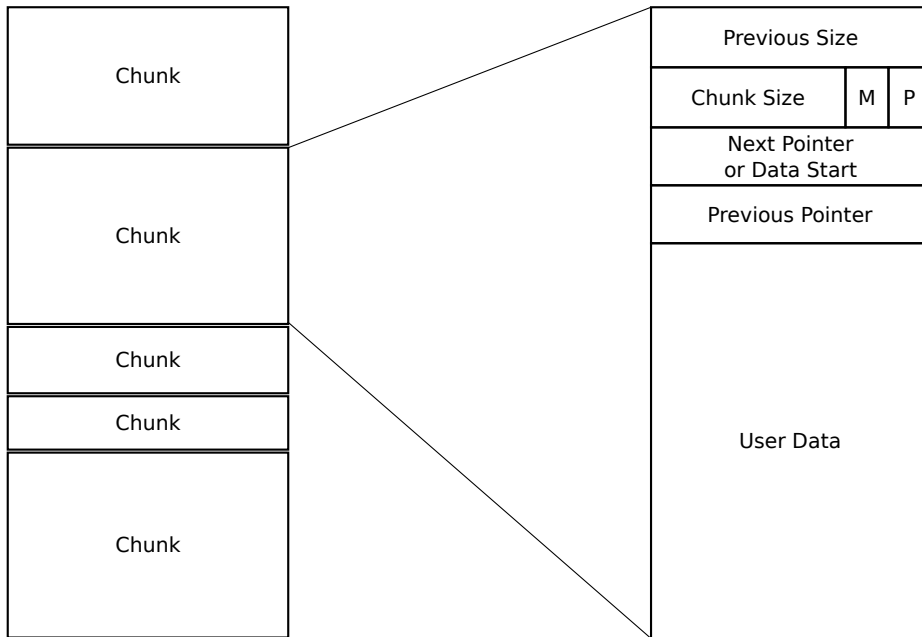 Chunk
Chunk
Chunk
Chunk
Chunk
Previous Size
Chunk Size
M
P
Next Pointer
or Data Start
Previous Pointer
User Data